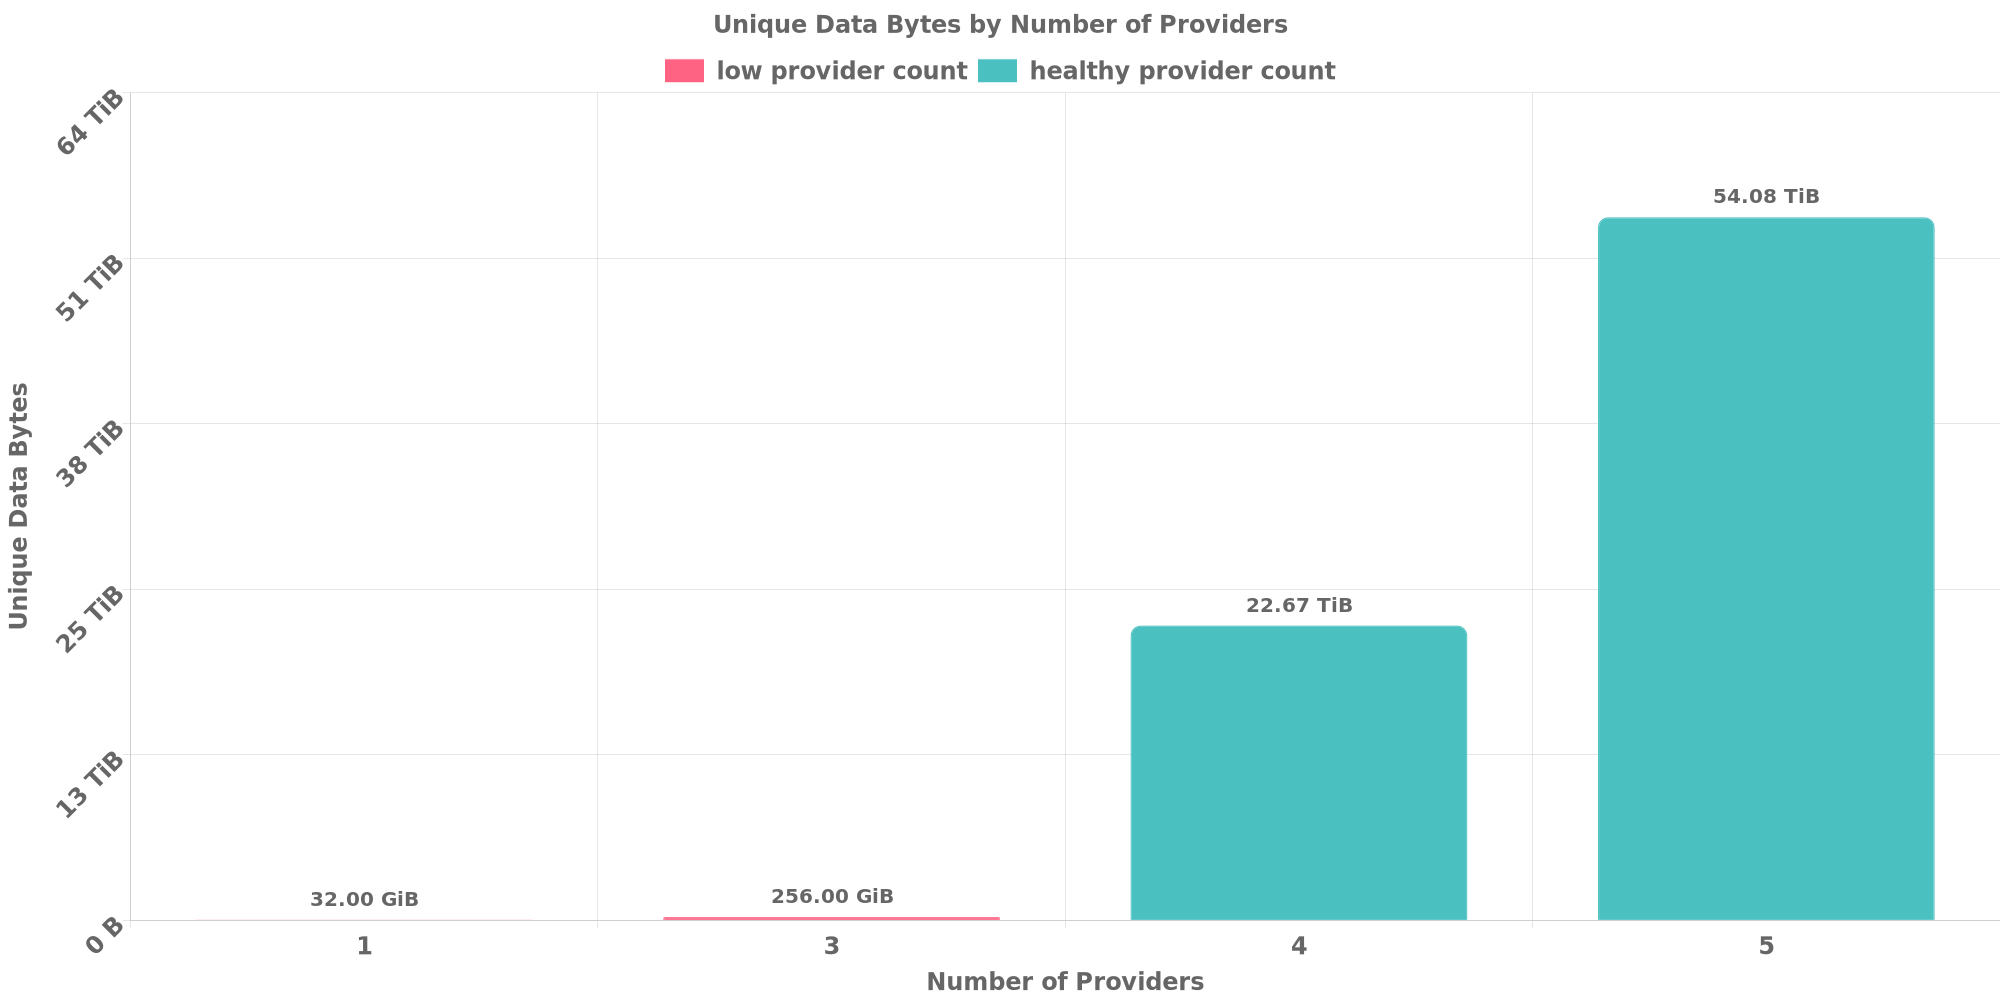 Unique Data Bytes by Number of Providers
low provider count healthy provider count
64 TiB
51 TiB
38 TiB
25 TiB
13 TiB
0 B
Unique Data Bytes
32.00 GiB
256.00 GiB
22.67 TiB
54.08 TiB
1 3 4 5
Number of Providers